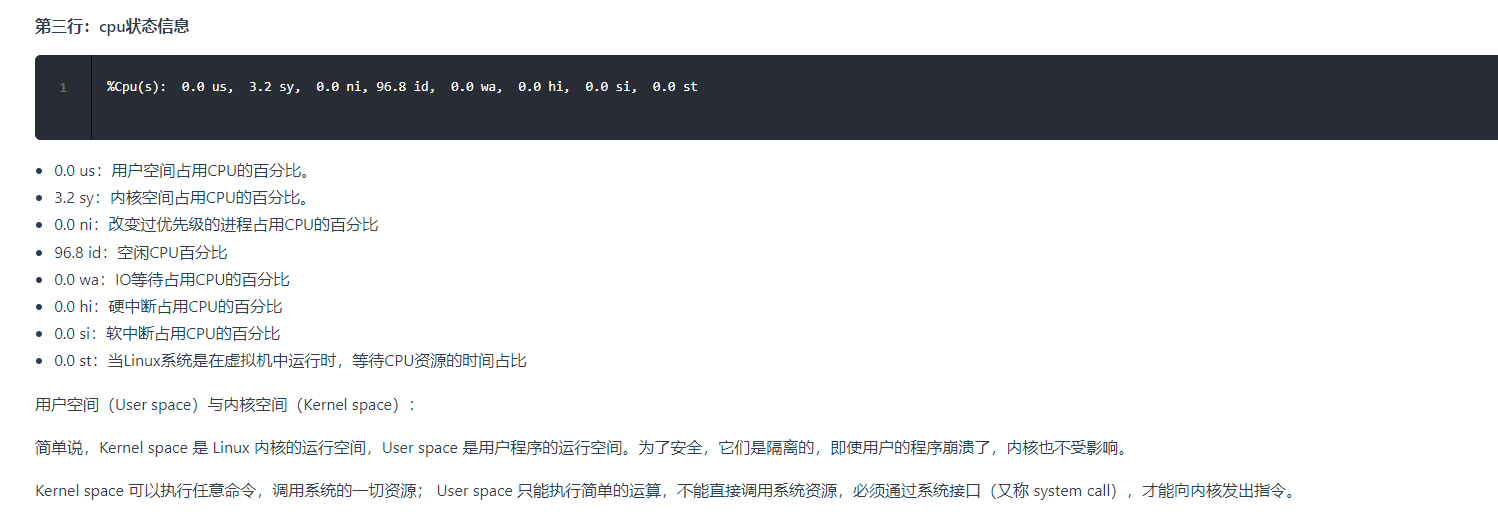 第三行：cpu状态信息
1
%Cpu(s):  0.0 us,  3.2 sy,  0.0 ni, 96.8 id,  0.0 wa,  0.0 hi,  0.0 si,  0.0 st
• 0.0 us：用户空间占用CPU的百分比。
• 3.2 sy：内核空间占用CPU的百分比。
• 0.0 ni：改变过优先级的进程占用CPU的百分比
• 96.8 id：空闲CPU百分比
• 0.0 wa：IO等待占用CPU的百分比
• 0.0 hi：硬中断占用CPU的百分比
• 0.0 si：软中断占用CPU的百分比
• 0.0 st：当Linux系统是在虚拟机中运行时，等待CPU资源的时间占比
用户空间（User space）与内核空间（Kernel space）：
简单说，Kernel space 是 Linux 内核的运行空间，User space 是用户程序的运行空间。为了安全，它们是隔离的，即使用户的程序崩溃了，内核也不受影响。
Kernel space 可以执行任意命令，调用系统的一切资源； User space 只能执行简单的运算，不能直接调用系统资源，必须通过系统接口（又称 system call），才能向内核发出指令。